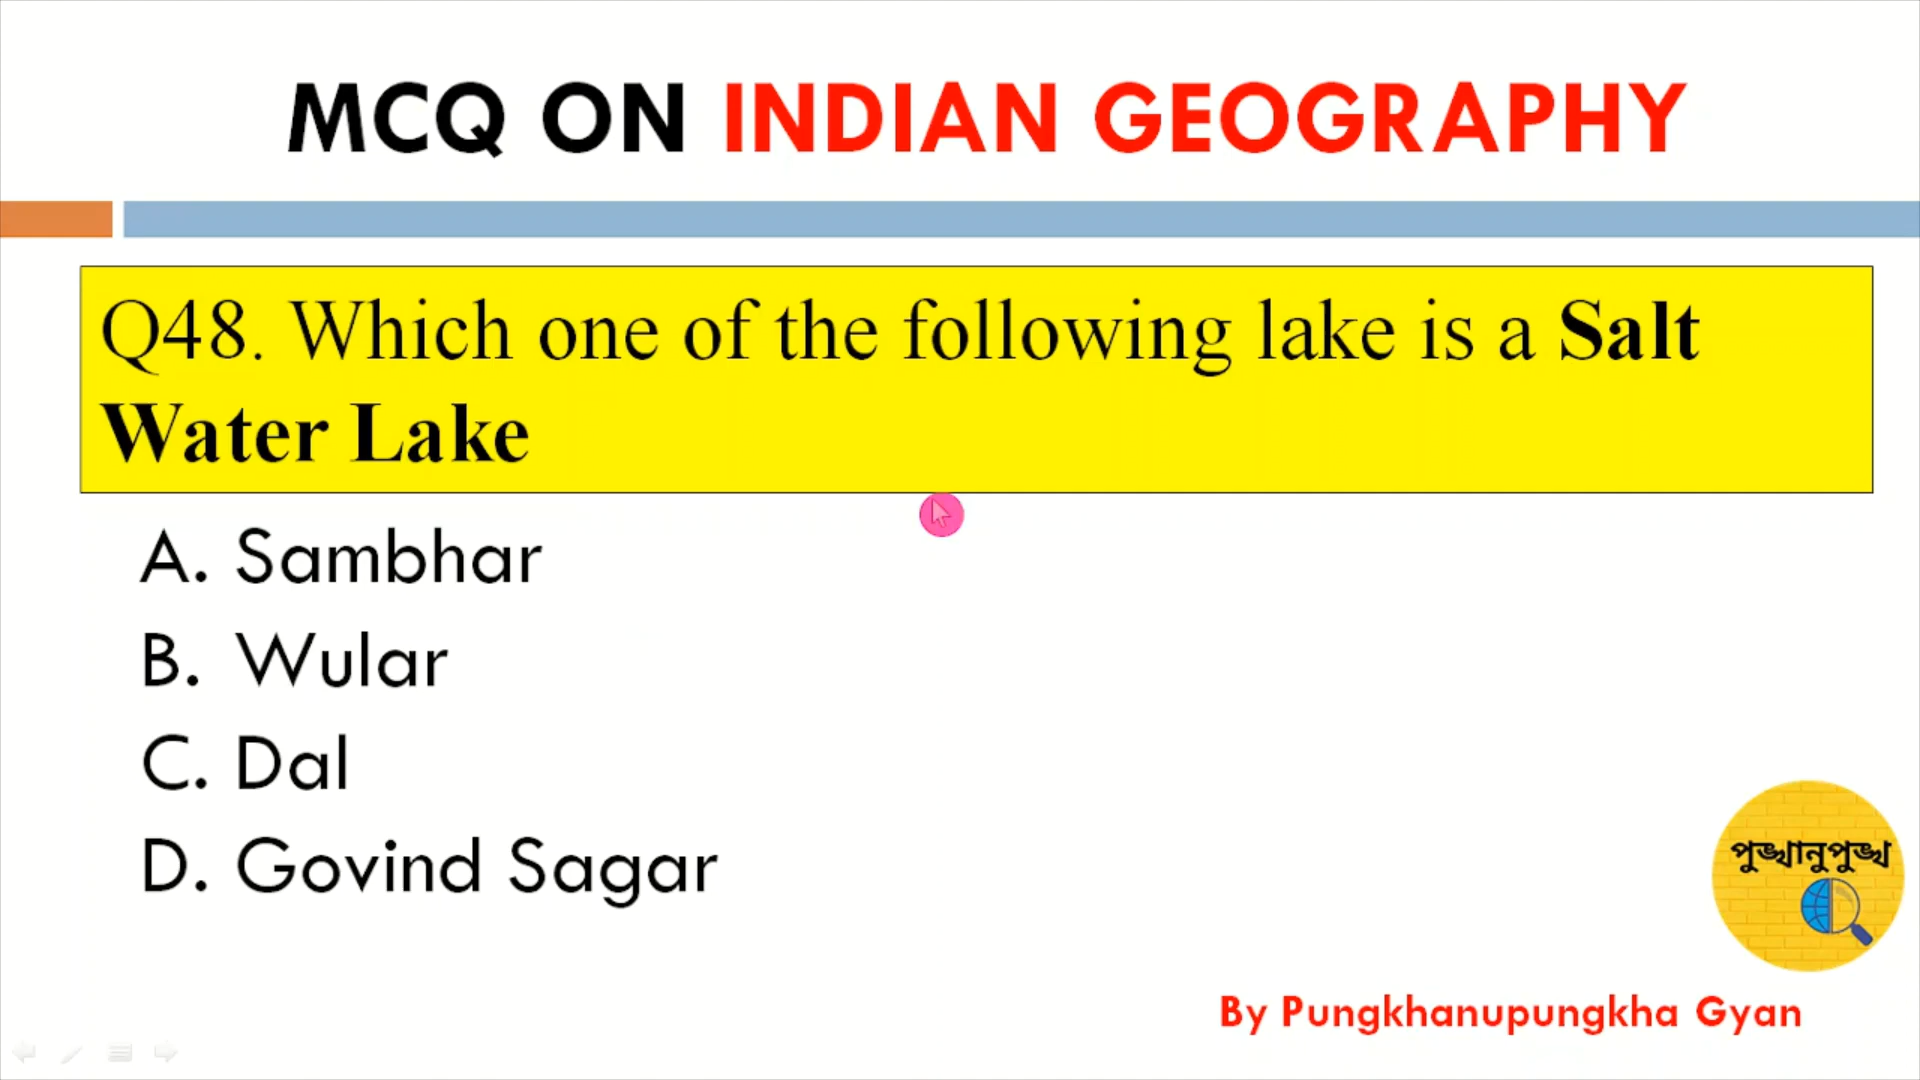 MCQ ON INDIAN GEOGRAPHY
Q48. Which one of the following lake is a Salt
Water Lake
A. Sambhar
B. Wular
C. Dal
D. Govind Sagar
পুঙ্খানুপুঙ্খ
By Pungkhanupungkha Gyan